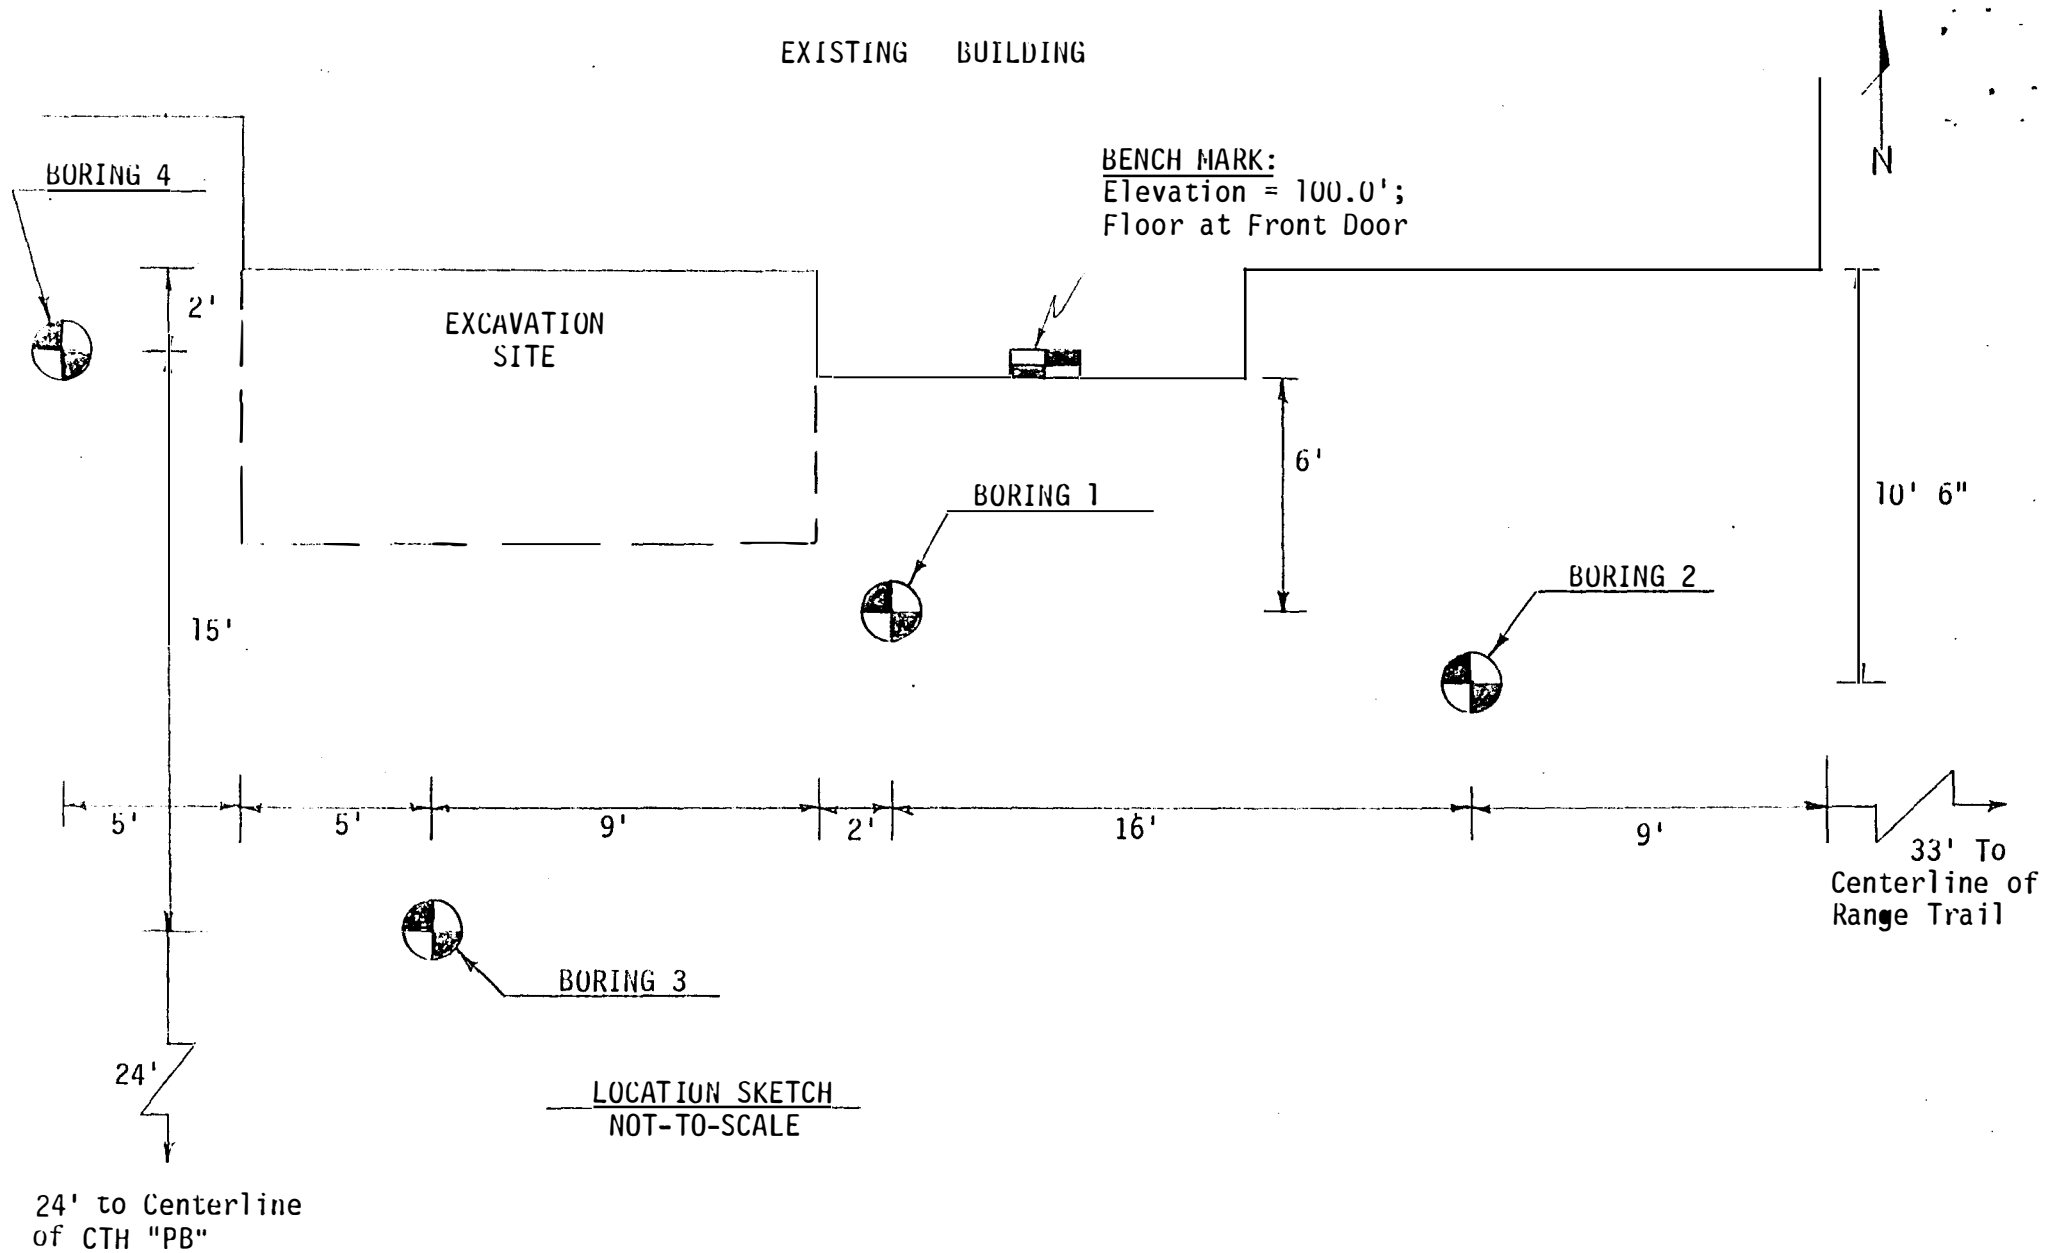 EXISTING BUILDING
N
BORING 4
BENCH MARK:
Elevation = 100.0';
Floor at Front Door
2'
EXCAVATION
SITE
6'
BORING 1
10' 6"
BORING 2
15'
5'
5'
9'
2'
16'
9'
33' To
Centerline of
Range Trail
BORING 3
24'
LOCATION SKETCH
NOT-TO-SCALE
24' to Centerline
of CTH "PB"